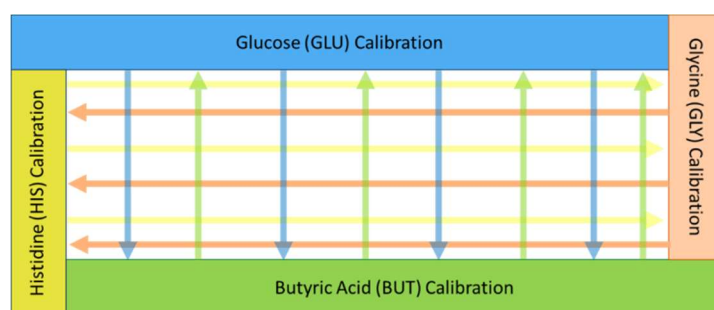 Glucose (GLU) Calibration
Histidine (HIS) Calibration
Glycine (GLY) Calibration
Butyric Acid (BUT) Calibration